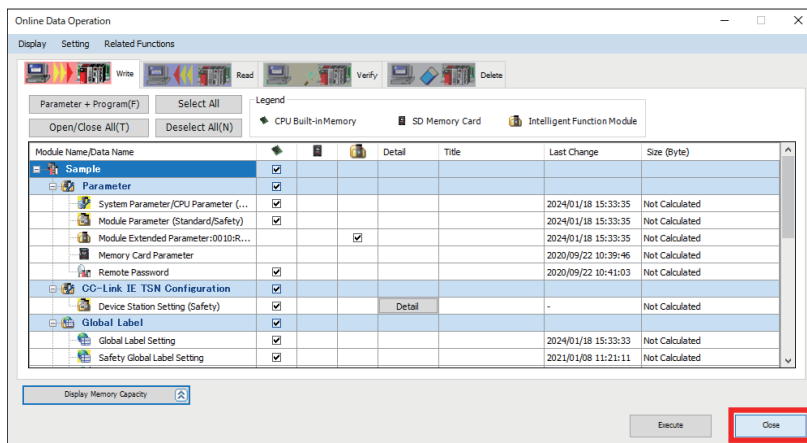 Online Data Operation
Display Setting Related Functions
Write Read Verify Delete
Parameter + Program(F) Select All Legend
Open/Close All(T) Deselect All(N) CPU Built-in Memory SD Memory Card Intelligent Function Module
Module Name/Data Name Detail Title Last Change Size (Byte)
Sample
Parameter
System Parameter/CPU Parameter (... 2024/01/18 15:33:35 Not Calculated
Module Parameter (Standard/Safety) 2024/01/18 15:33:35 Not Calculated
Module Extended Parameter:0010:R... 2024/01/18 15:33:35 Not Calculated
Memory Card Parameter 2020/09/22 10:39:46 Not Calculated
Remote Password 2020/09/22 10:41:03 Not Calculated
CC-Link IE TSN Configuration
Device Station Setting (Safety) Detail - Not Calculated
Global Label
Global Label Setting 2024/01/18 15:33:33 Not Calculated
Safety Global Label Setting 2021/01/08 11:21:11 Not Calculated
Display Memory Capacity
Execute Close